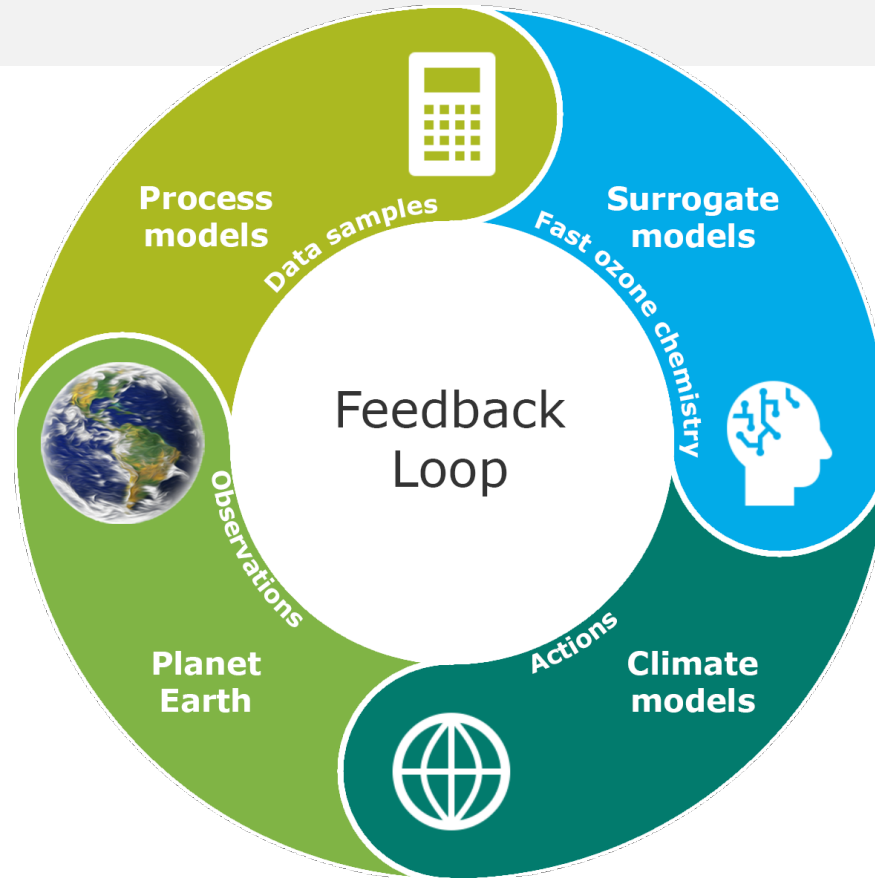 Process
models
Data samples
Surrogate
models
Fast ozone chemistry
Feedback
Loop
Observations
Planet
Earth
Actions
Climate
models